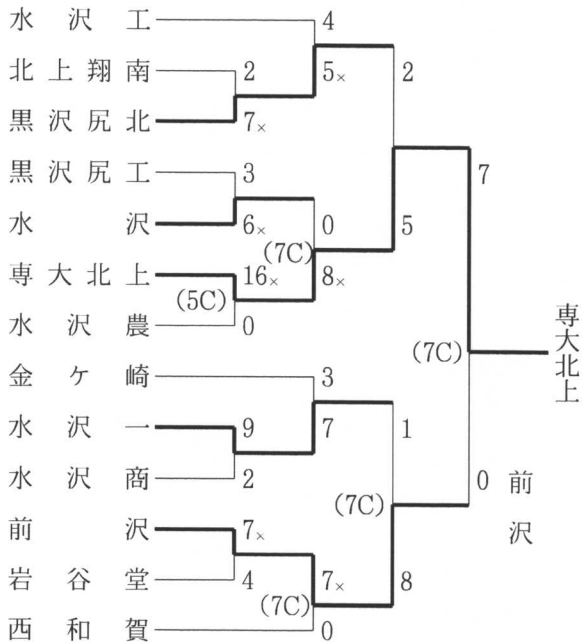 水沢工
4
北上翔南
2
5×
2
黒沢尻北
7×
黒沢尻工
3
7
水沢
6×
0
5
(7C)
専大北上
16×
8×
(5C)
水沢農
0
専大北上
(7C)
金ケ崎
3
水沢一
9
7
1
水沢商
2
0
前沢
(7C)
前沢
7×
岩谷堂
4
7×
8
(7C)
西和賀
0